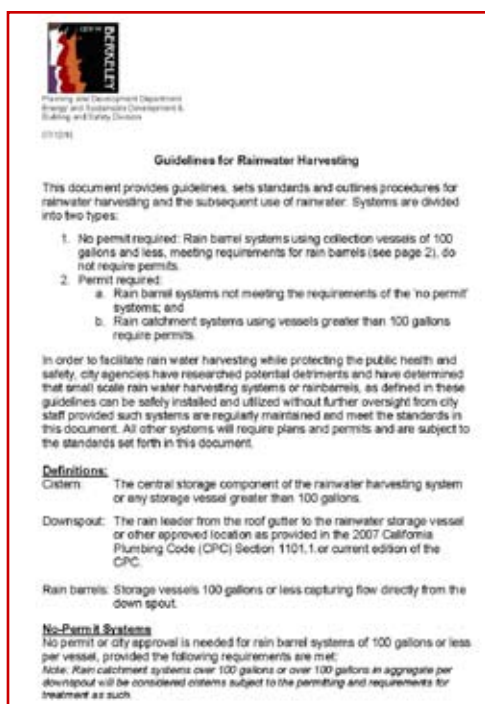 BERKELEY
Planning and Development Department
Energy and Sustainable Development &
Building and Safety Division
Guidelines for Rainwater Harvesting
This document provides guidelines, sets standards and outlines procedures for
rainwater harvesting and the subsequent use of rainwater. Systems are divided
into two types:
1. No permit required: Rain barrel systems using collection vessels of 100
gallons and less, meeting requirements for rain barrels (see page 2), do
not require permits.
2. Permit required:
a. Rain barrel systems not meeting the requirements of the 'no permit'
systems; and
b. Rain catchment systems using vessels greater than 100 gallons
require permits.
In order to facilitate rain water harvesting while protecting the public health and
safety, city agencies have researched potential detriments and have determined
that small scale rain water harvesting systems or rainbarrels, as defined in these
guidelines can be safely installed and utilized without further oversight from city
staff provided such systems are regularly maintained and meet the standards in
this document. All other systems will require plans and permits and are subject to
the standards set forth in this document.
Definitions:
Cistern: The central storage component of the rainwater harvesting system
or any storage vessel greater than 100 gallons.
Downspout: The rain leader from the roof gutter to the rainwater storage vessel
or other approved location as provided in the 2007 California
Plumbing Code (CPC) Section 1101.1 or current edition of the
CPC.
Rain barrels: Storage vessels 100 gallons or less capturing flow directly from the
down spout.
No-Permit Systems
No permit or city approval is needed for rain barrel systems of 100 gallons or less
per vessel, provided the following requirements are met:
Note: Rain catchment systems over 100 gallons or over 100 gallons in aggregate per
downspout will be considered cisterns subject to the permitting and requirements for
treatment as such.